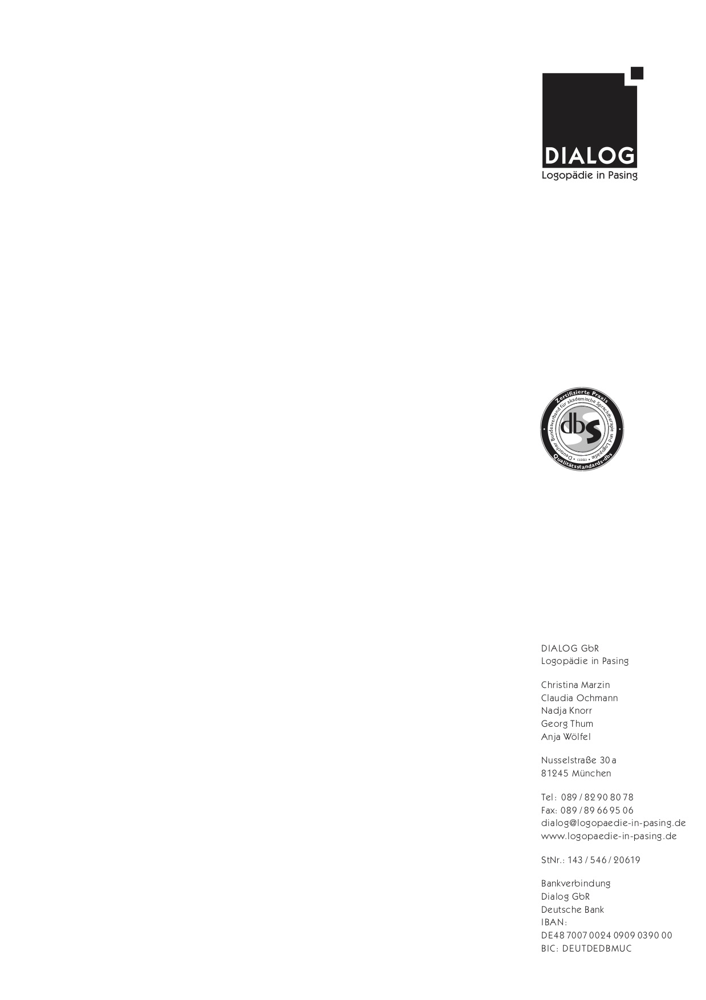 DIALOG
Logopädie in Pasing
Zertifizierte Praxis
Deutscher Bundesverband für akademische Sprachtherapie und Logopädie
dbs
Qualitätsstandards-dbs
DIALOG GbR
Logopädie in Pasing
Christina Marzin
Claudia Ochmann
Nadja Knorr
Georg Thum
Anja Wölfel
Nusselstraße 30 a
81245 München
Tel: 089 / 82 90 80 78
Fax: 089 / 89 66 95 06
dialog@logopaedie-in-pasing.de
www.logopaedie-in-pasing.de
StNr.: 143 / 546 / 20619
Bankverbindung
Dialog GbR
Deutsche Bank
IBAN:
DE48 7007 0024 0909 0390 00
BIC: DEUTDEDBMUC